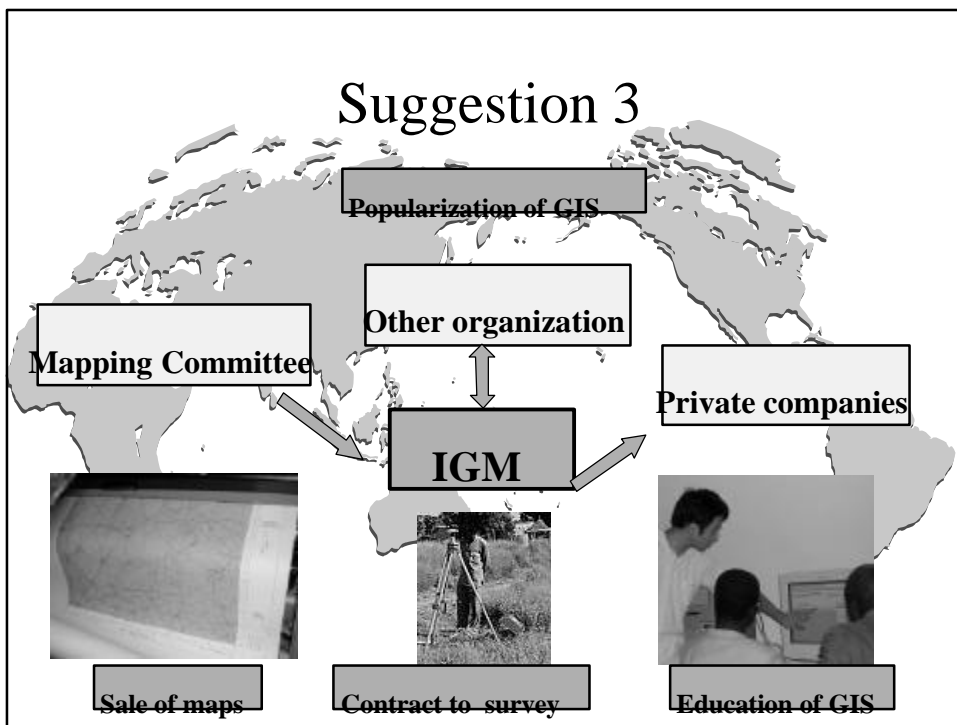 Suggestion 3
Popularization of GIS
Other organization
Mapping Committee
Private companies
IGM
Sale of maps
Contract to survey
Education of GIS